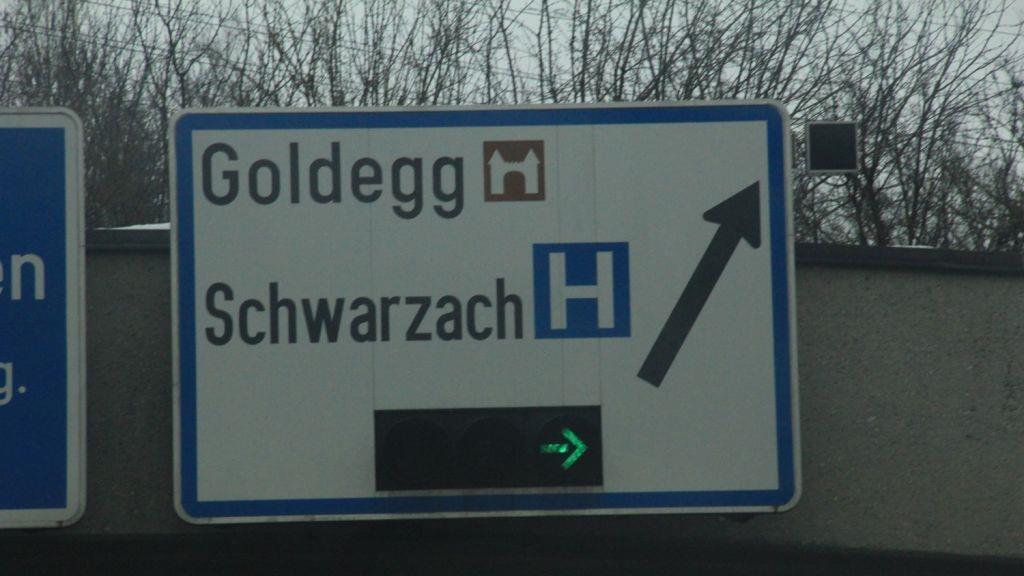 Goldegg
Schwarzach H
en
g.